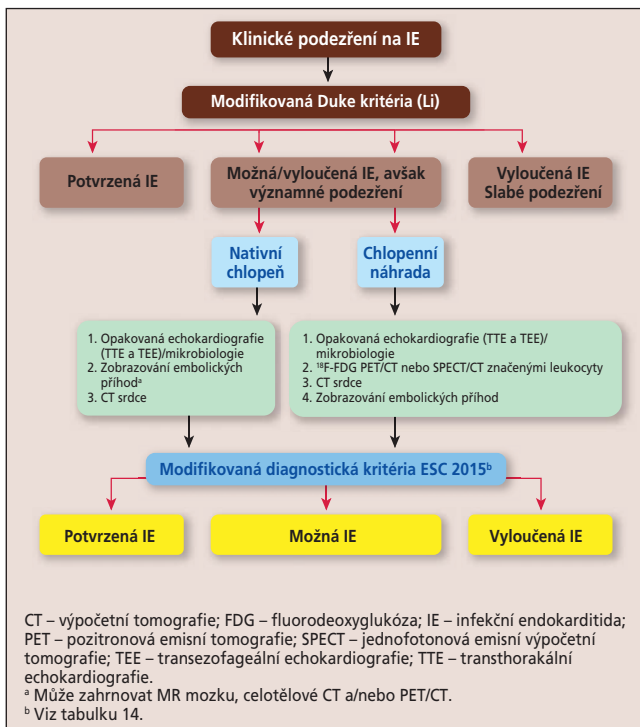 Klinické podezření na IE
Modifikovaná Duke kritéria (Li)
Potvrzená IE
Možná/vyloučená IE, avšak
významné podezření
Vyloučená IE
Slabé podezření
Nativní
chlopeň
Chlopenní
náhrada
1. Opakovaná echokardiografie
(TTE a TEE)/mikrobiologie
2. Zobrazování embolických
příhodᵃ
3. CT srdce
1. Opakovaná echokardiografie (TTE a TEE)/
mikrobiologie
2. ¹⁸F-FDG PET/CT nebo SPECT/CT značenými leukocyty
3. CT srdce
4. Zobrazování embolických příhod
Modifikovaná diagnostická kritéria ESC 2015ᵇ
Potvrzená IE
Možná IE
Vyloučená IE
CT – výpočetní tomografie; FDG – fluorodeoxyglukóza; IE – infekční endokarditida;
PET – pozitronová emisní tomografie; SPECT – jednofotonová emisní výpočetní
tomografie; TEE – transezofageální echokardiografie; TTE – transthorakální
echokardiografie.
ᵃ Může zahrnovat MR mozku, celotělové CT a/nebo PET/CT.
ᵇ Viz tabulku 14.